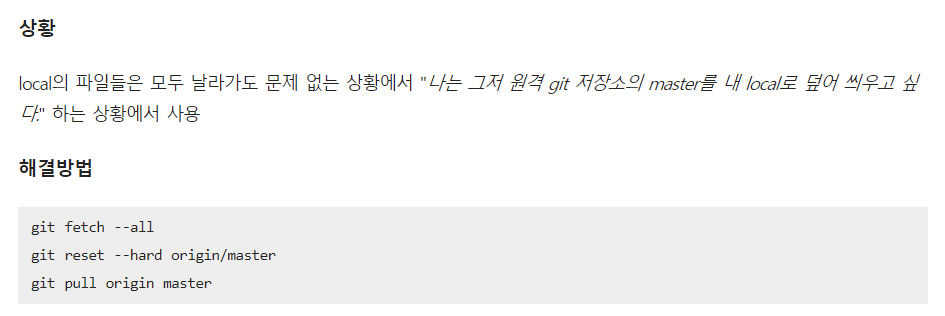 상황
local의 파일들은 모두 날라가도 문제 없는 상황에서 "나는 그저 원격 git 저장소의 master를 내 local로 덮어 씌우고 싶
다." 하는 상황에서 사용
해결방법
git fetch --all
git reset --hard origin/master
git pull origin master